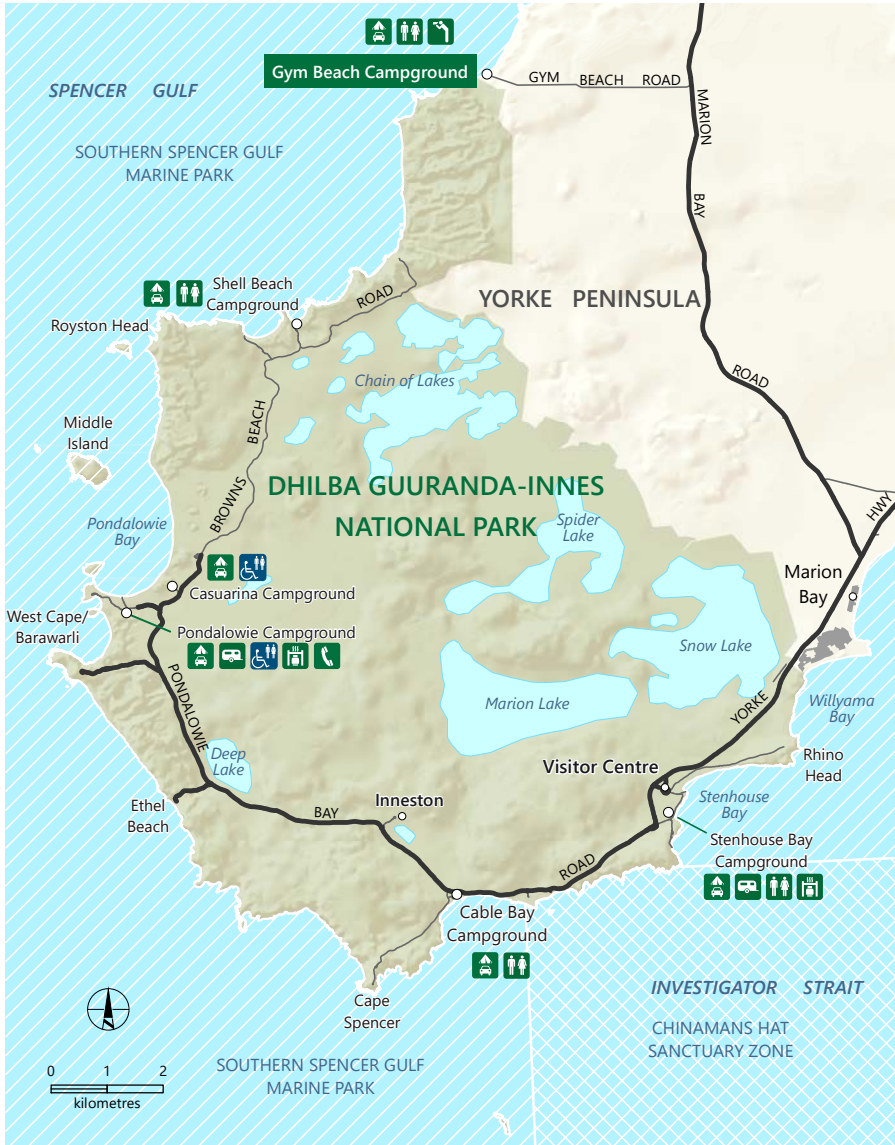 Gym Beach Campground
GYM BEACH ROAD
SPENCER GULF
MARION
BAY
ROAD
SOUTHERN SPENCER GULF
MARINE PARK
Shell Beach
Campground
ROAD
YORKE PENINSULA
Royston Head
Chain of Lakes
BEACH
BROWNS
Middle
Island
DHILBA GUURANDA-INNES
NATIONAL PARK
Spider
Lake
Pondalowie
Bay
HWY
YORKE
Marion
Bay
Casuarina Campground
West Cape/
Barawarli
Pondalowie Campground
Snow Lake
PONDALOWIE
BAY
ROAD
Marion Lake
Willyama
Bay
Deep
Lake
Visitor Centre
Rhino
Head
Ethel
Beach
Inneston
Stenhouse
Bay
Stenhouse Bay
Campground
Cable Bay
Campground
Cape
Spencer
INVESTIGATOR STRAIT
CHINAMANS HAT
SANCTUARY ZONE
SOUTHERN SPENCER GULF
MARINE PARK
0 1 2
kilometres